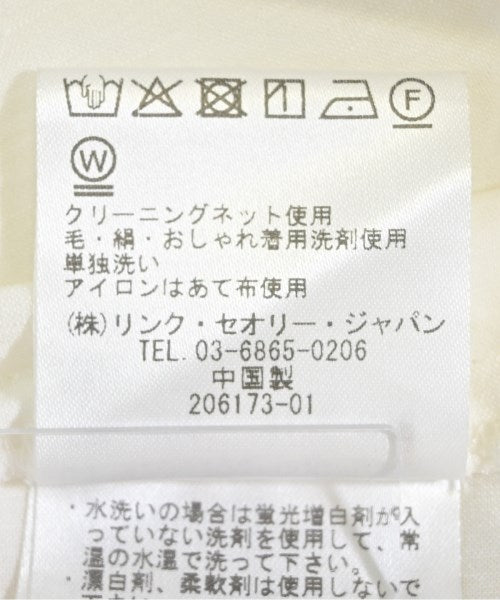 F
W
クリーニングネット使用
毛・絹・おしゃれ着用洗剤使用
単独洗い
アイロンはあて布使用
(株)リンク・セオリー・ジャパン
TEL. 03-6865-0206
中国製
206173-01
・水洗いの場合は蛍光増白剤が入
っていない洗剤を使用して、常
温の水温で洗って下さい。
・漂白剤、柔軟剤は使用しないで